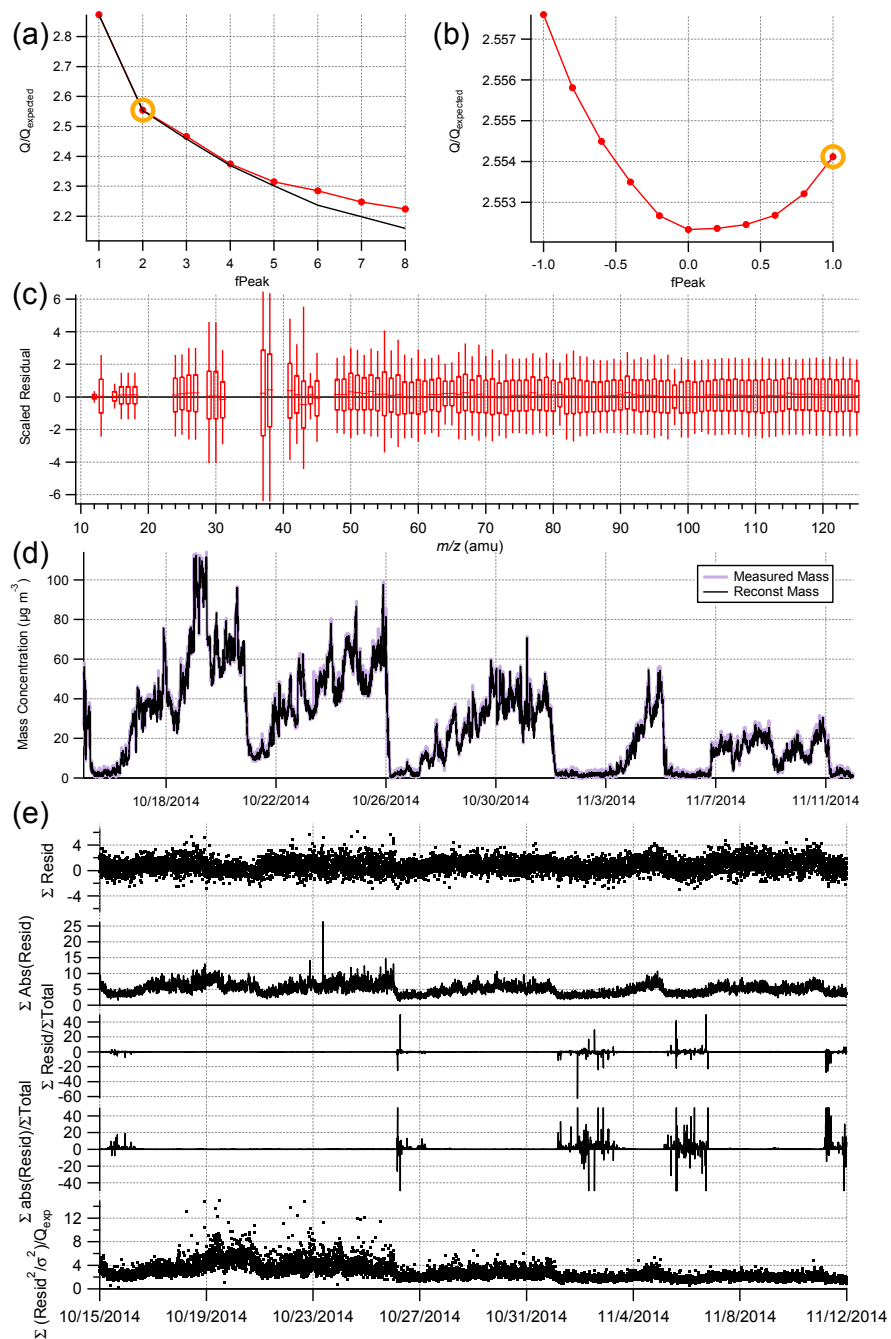 (a)
2.8
2.7
2.6
2.5
2.4
2.3
2.2
Q/Qexpected
1 2 3 4 5 6 7 8
fPeak
(b)
2.557
2.556
2.555
2.554
2.553
Q/Qexpected
-1.0 -0.5 0.0 0.5 1.0
fPeak
(c)
6
4
2
0
-2
-4
-6
Scaled Residual
10 20 30 40 50 60 70 80 90 100 110 120
m/z (amu)
(d)
100
80
60
40
20
0
Mass Concentration (µg m⁻³)
Measured Mass
Reconst Mass
10/18/2014 10/22/2014 10/26/2014 10/30/2014 11/3/2014 11/7/2014 11/11/2014
(e)
4
0
-4
Σ Resid
25
20
15
10
5
0
Σ Abs(Resid)
40
20
0
-20
-40
-60
Σ Resid/ΣTotal
40
20
0
-20
-40
Σ abs(Resid)/ΣTotal
12
8
4
0
Σ (Resid²/σ²)/Qexp
10/15/2014 10/19/2014 10/23/2014 10/27/2014 10/31/2014 11/4/2014 11/8/2014 11/12/2014